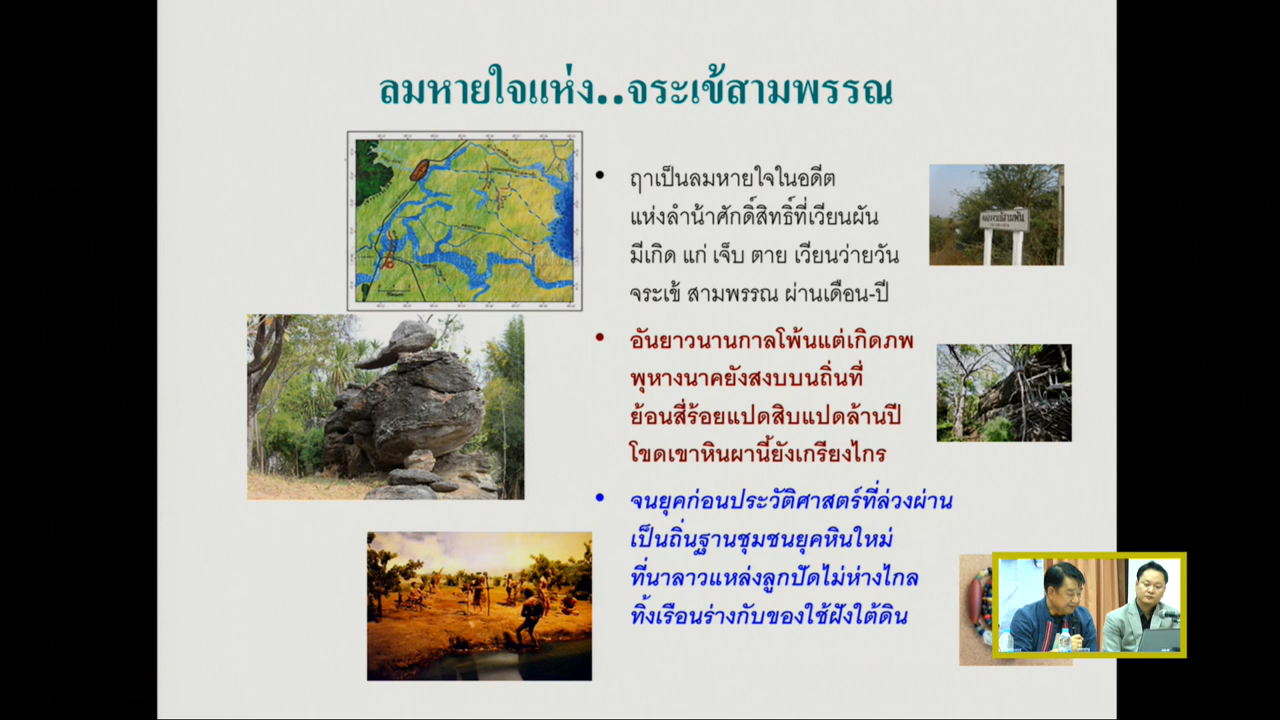 ลมหายใจแห่ง..จระเข้สามพรรณ
• ฤาเป็นลมหายใจในอดีต
แห่งลำน้ำศักดิ์สิทธิ์ที่เวียนผัน
มีเกิด แก่ เจ็บ ตาย เวียนว่ายวัน
จระเข้ สามพรรณ ผ่านเดือน-ปี
• อันยาวนานกาลโพ้นแต่เกิดภพ
พุหางนาคยังสงบบนถิ่นที่
ย้อนสี่ร้อยแปดสิบแปดล้านปี
โขดเขาหินผานี้ยังเกรียงไกร
• จนยุคก่อนประวัติศาสตร์ที่ล่วงผ่าน
เป็นถิ่นฐานชุมชนยุคหินใหม่
ที่นาลาวแหล่งลูกปัดไม่ห่างไกล
ทิ้งเรือนร่างกับของใช้ฝังใต้ดิน